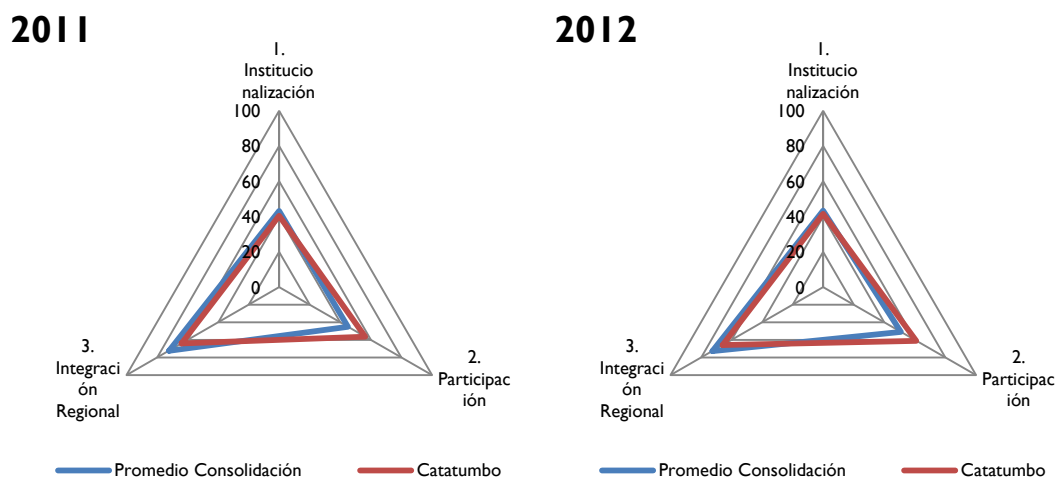 2011
1.
Institucio
nalización
100
80
60
40
20
0
3.
Integraci
ón
Regional
2.
Participac
ión
Promedio Consolidación
Catatumbo
2012
1.
Institucio
nalización
100
80
60
40
20
0
3.
Integraci
ón
Regional
2.
Participac
ión
Promedio Consolidación
Catatumbo